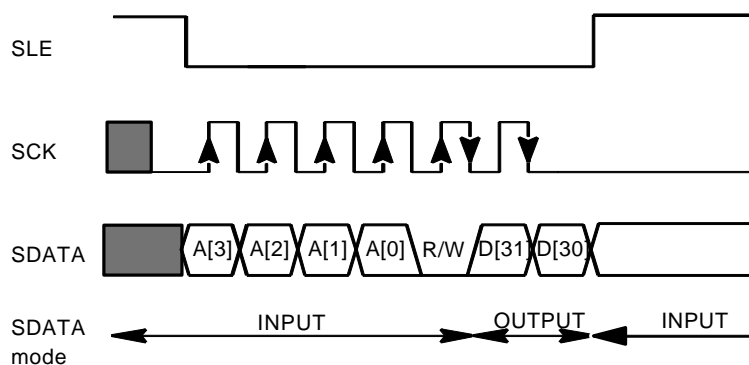 SLE
SCK
SDATA A[3] A[2] A[1] A[0] R/W D[31] D[30]
SDATA mode INPUT OUTPUT INPUT